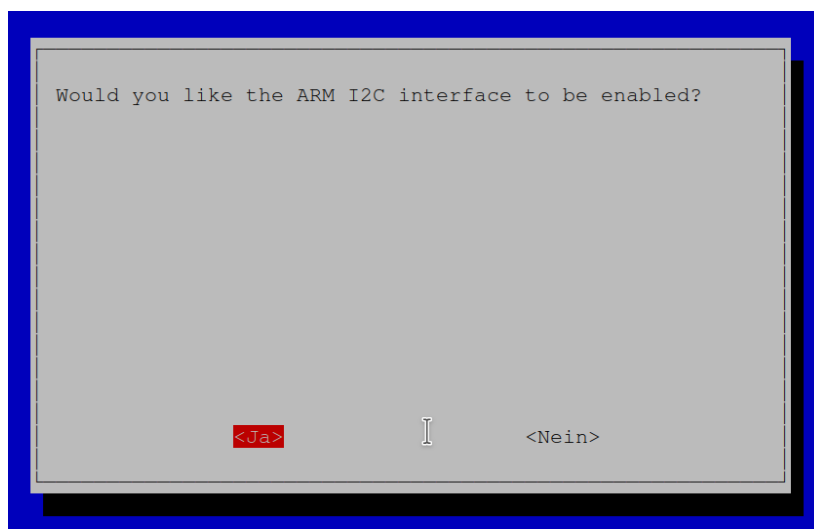 Would you like the ARM I2C interface to be enabled?
<Ja> <Nein>